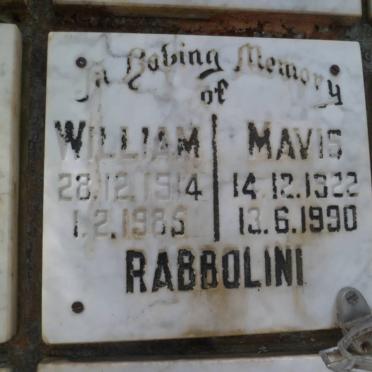 In Loving Memory
of
WILLIAM MAVIS
28.12.1914 14.12.1922
1.2.1985 13.6.1990
RABBOLINI